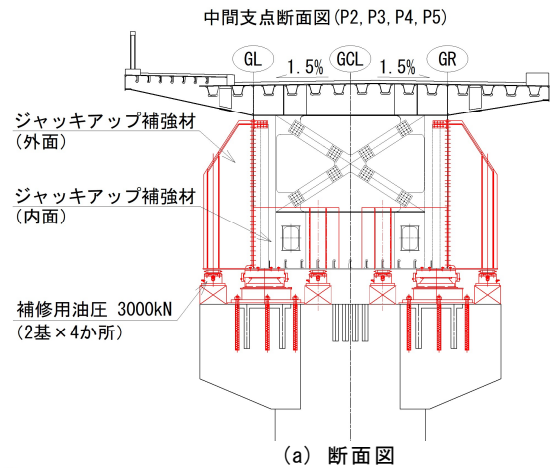 中間支点断面図(P2, P3, P4, P5)
GL
1.5%
GCL
1.5%
GR
ジャッキアップ補強材
(外面)
ジャッキアップ補強材
(内面)
補修用油圧 3000kN
(2基×4か所)
(a) 断面図